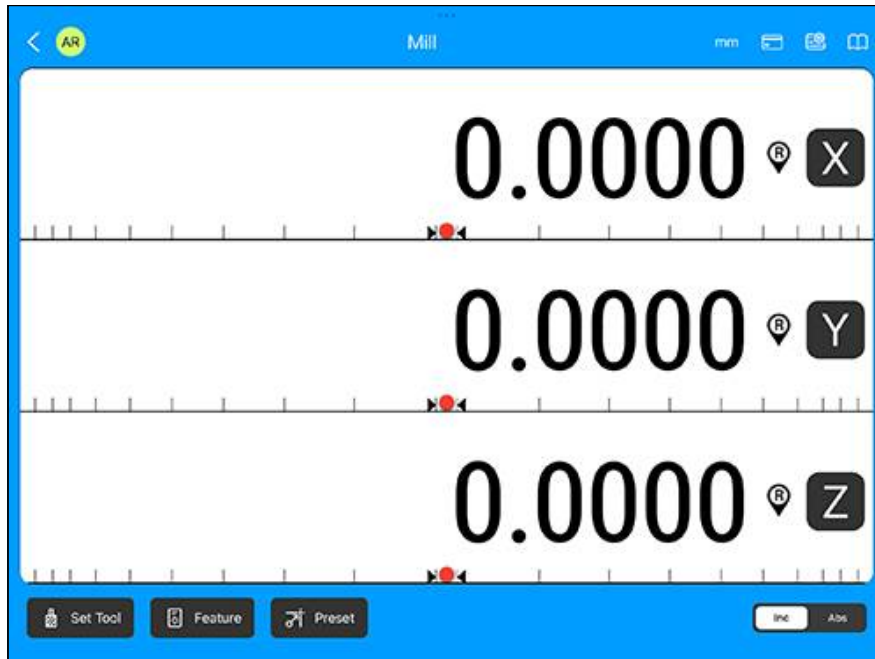 AR Mill mm
0.0000 R X
0.0000 R Y
0.0000 R Z
Set Tool Feature Preset Inc Abs